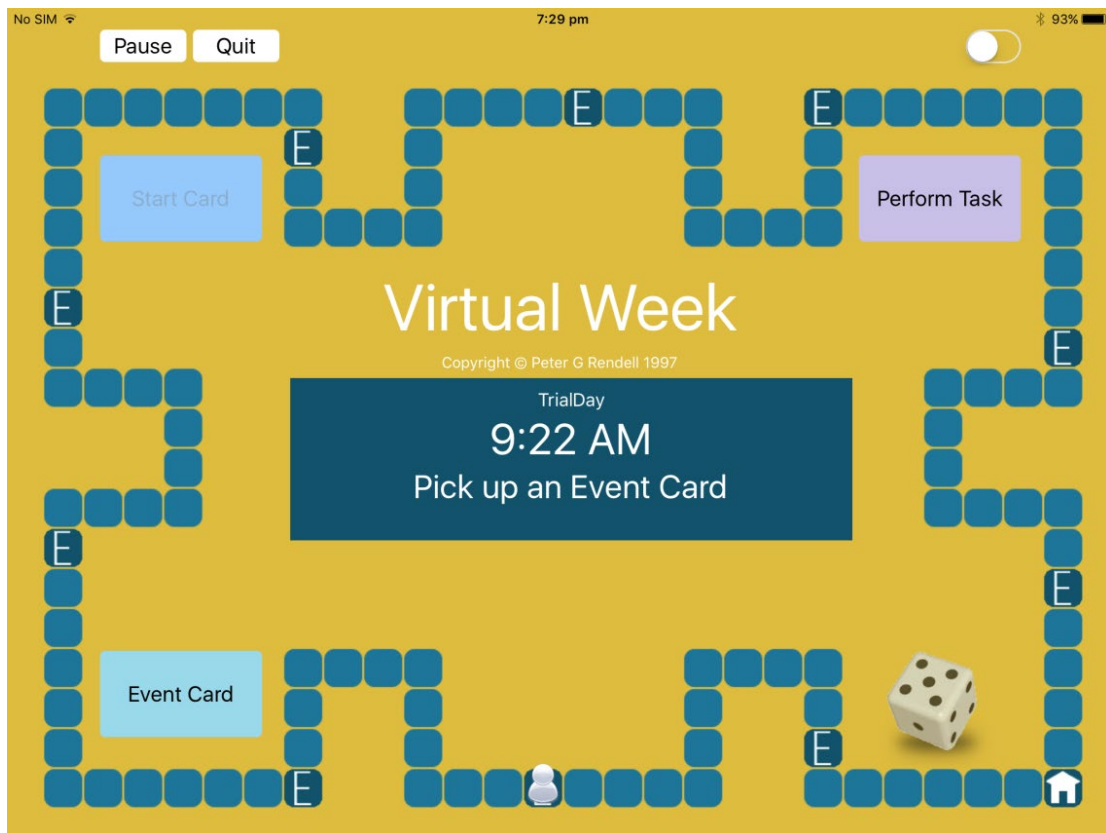 No SIM 7:29 pm 93%
Pause Quit
E E
E
Start Card Perform Task
E E
Virtual Week
Copyright © Peter G Rendell 1997
TrialDay
9:22 AM
Pick up an Event Card
E E
Event Card
E
E